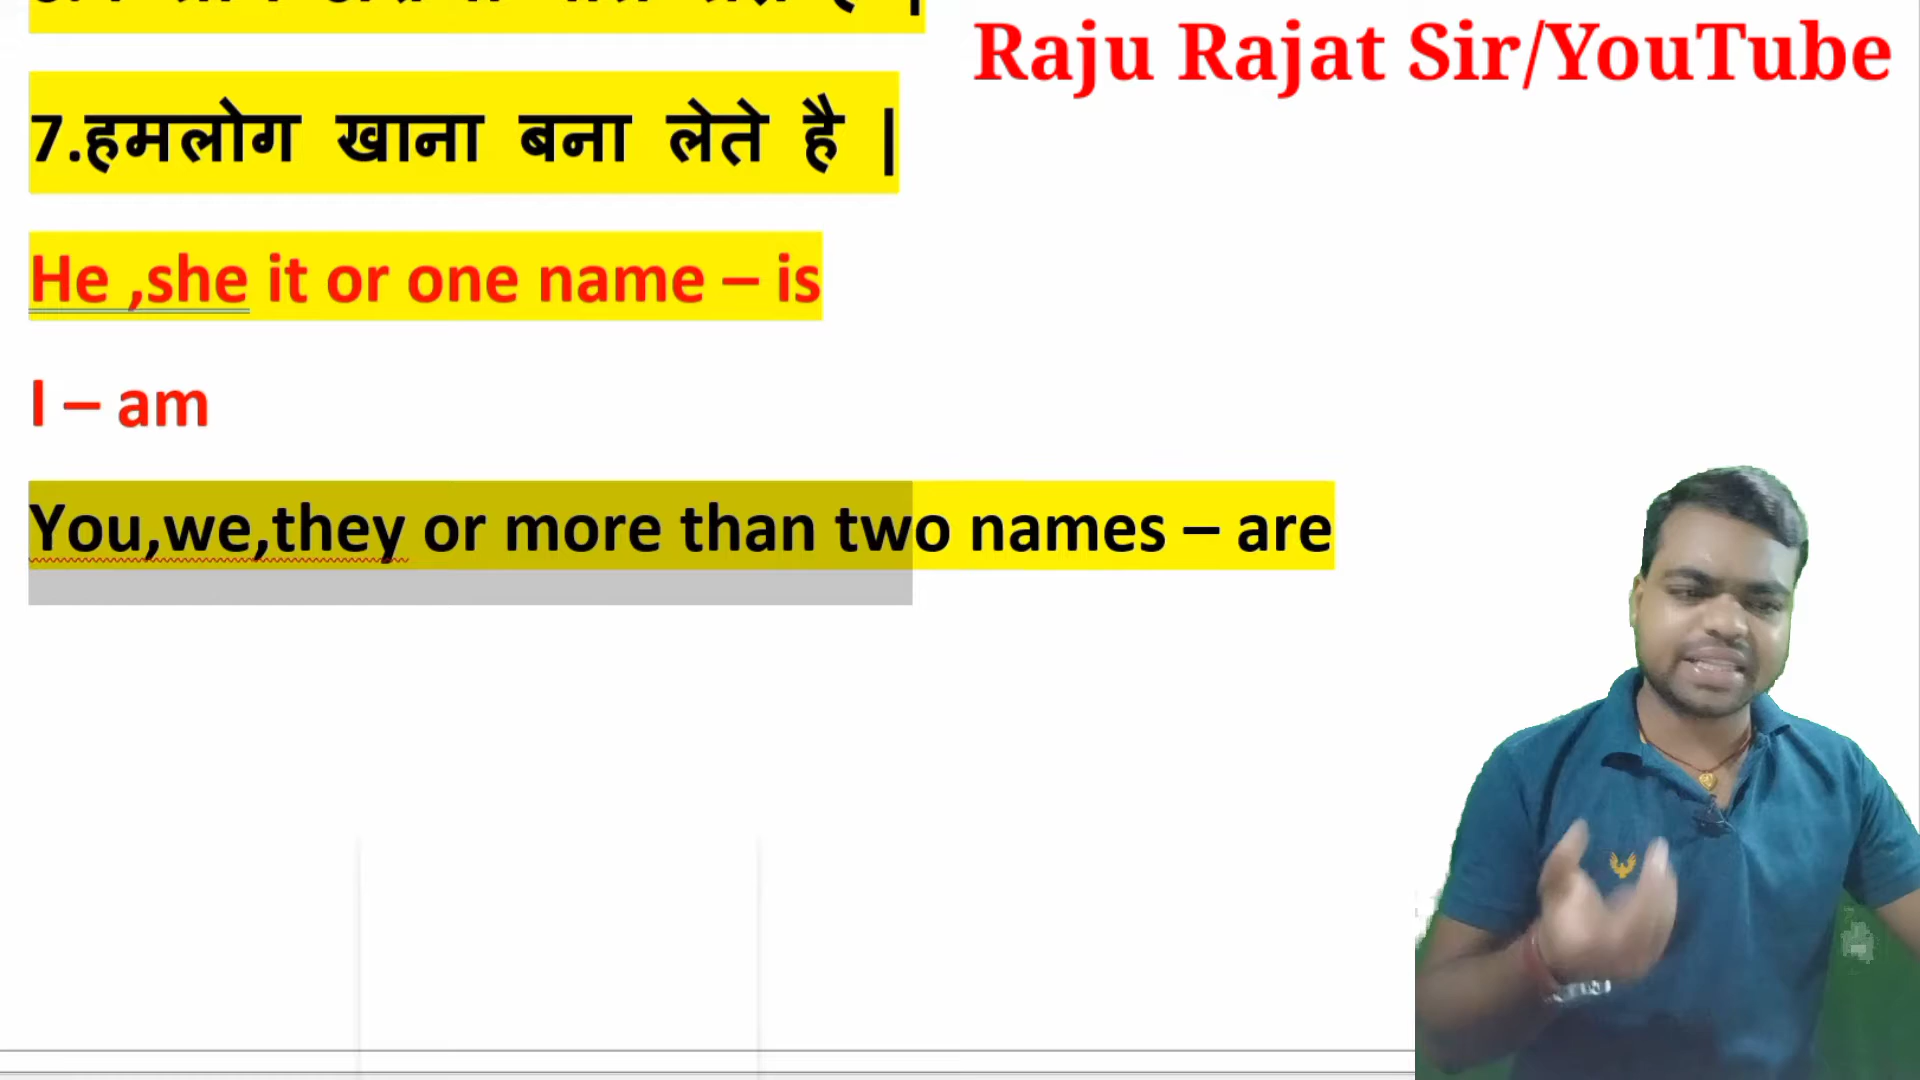 Raju Rajat Sir/YouTube
7.हमलोग खाना बना लेते है |
He ,she it or one name – is
I – am
You,we,they or more than two names – are